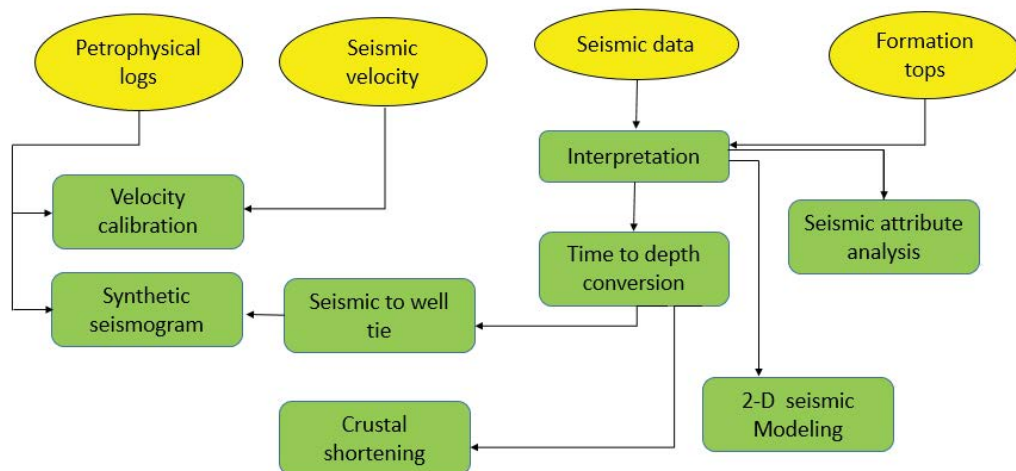 Petrophysical
logs
Seismic
velocity
Seismic data
Formation
tops
Interpretation
Velocity
calibration
Seismic attribute
analysis
Time to depth
conversion
Synthetic
seismogram
Seismic to well
tie
2-D seismic
Modeling
Crustal
shortening